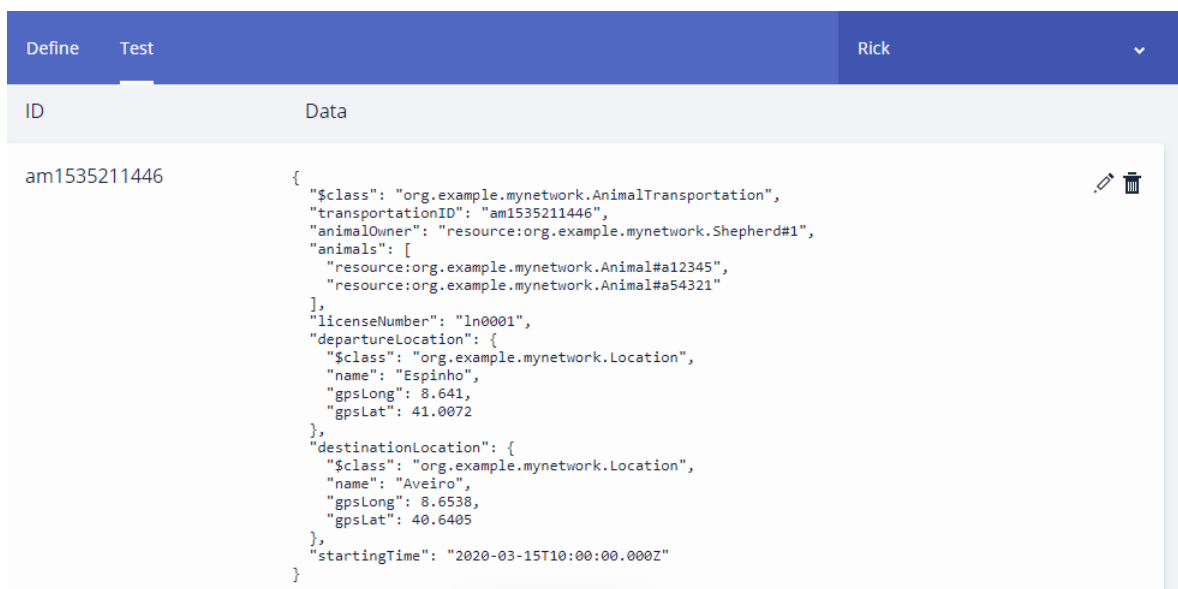 Define Test Rick
ID Data
am1535211446
{
"$class": "org.example.mynetwork.AnimalTransportation",
"transportationID": "am1535211446",
"animalOwner": "resource:org.example.mynetwork.Shepherd#1",
"animals": [
"resource:org.example.mynetwork.Animal#a12345",
"resource:org.example.mynetwork.Animal#a54321"
],
"licenseNumber": "ln0001",
"departureLocation": {
"$class": "org.example.mynetwork.Location",
"name": "Espinho",
"gpsLong": 8.641,
"gpsLat": 41.0072
},
"destinationLocation": {
"$class": "org.example.mynetwork.Location",
"name": "Aveiro",
"gpsLong": 8.6538,
"gpsLat": 40.6405
},
"startingTime": "2020-03-15T10:00:00.000Z"
}